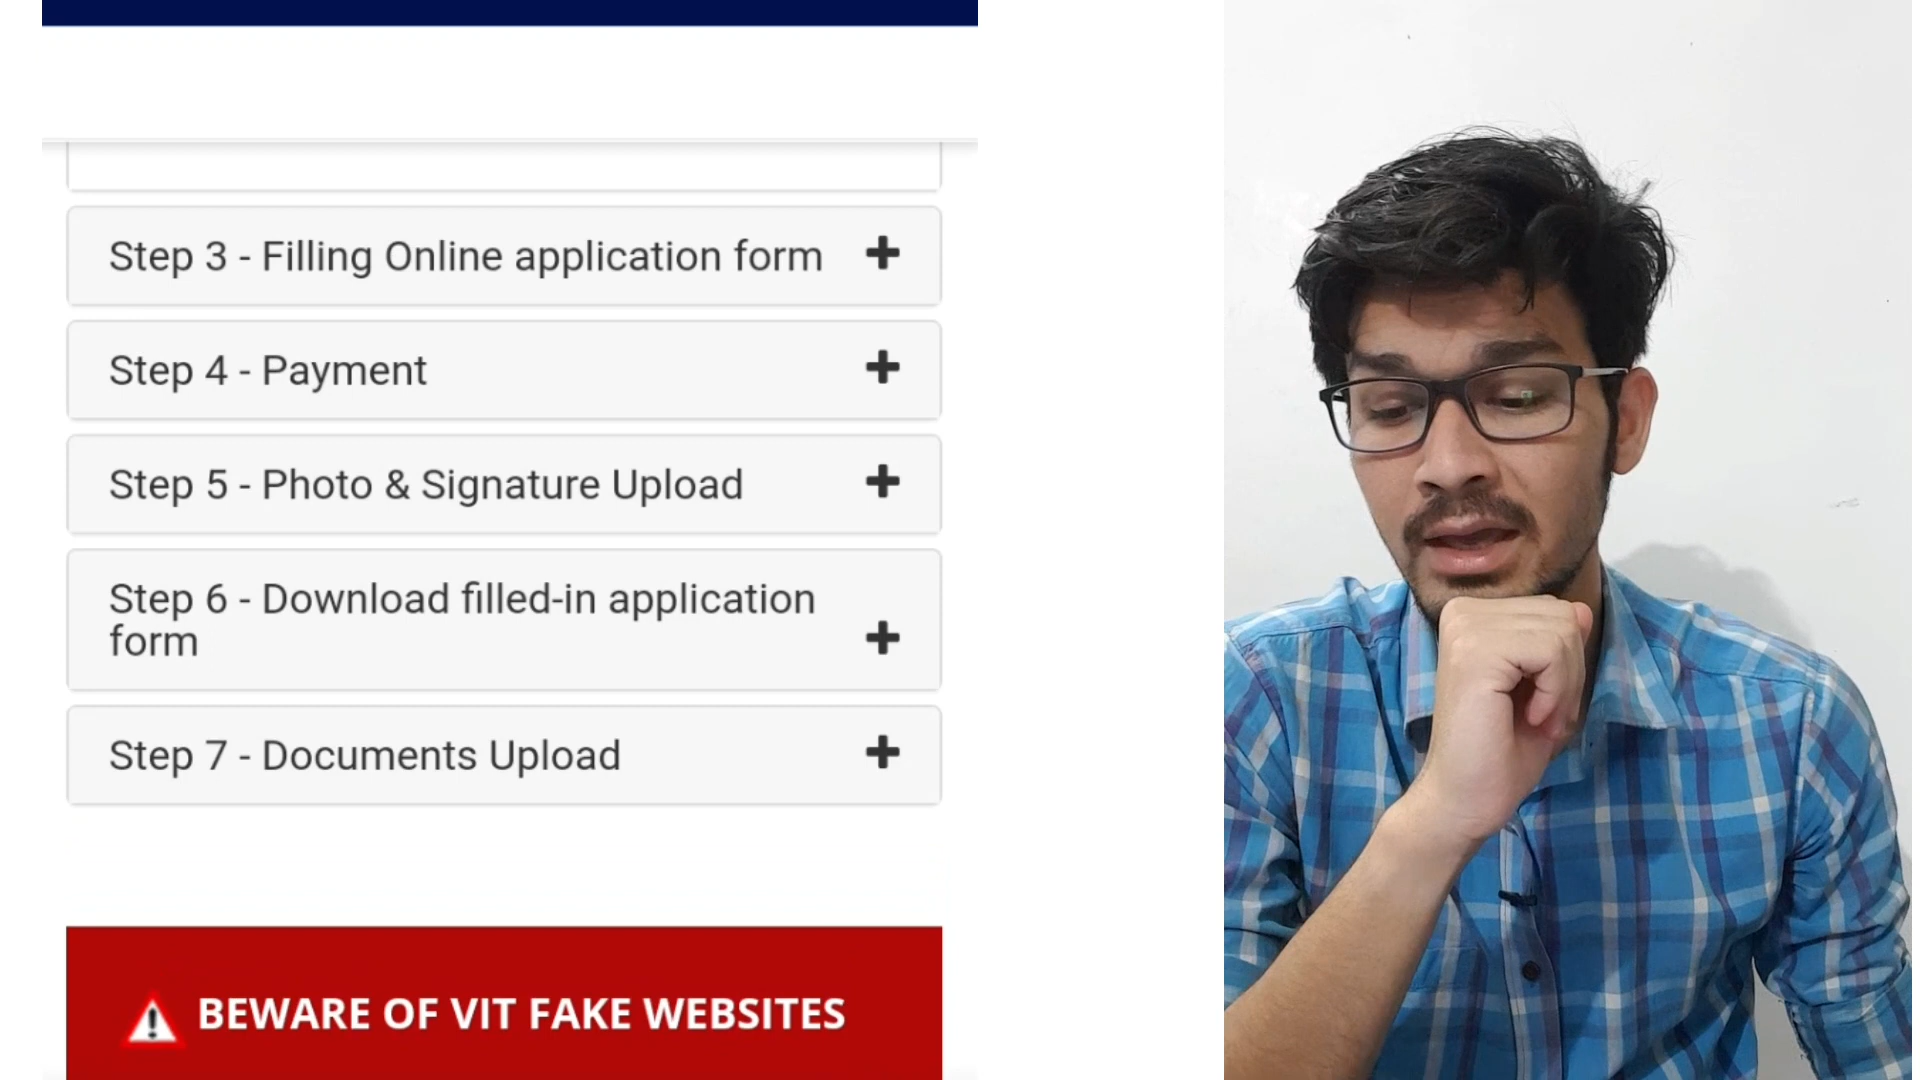 Step 3 - Filling Online application form
Step 4 - Payment
Step 5 - Photo & Signature Upload
Step 6 - Download filled-in application
form
Step 7 - Documents Upload
BEWARE OF VIT FAKE WEBSITES